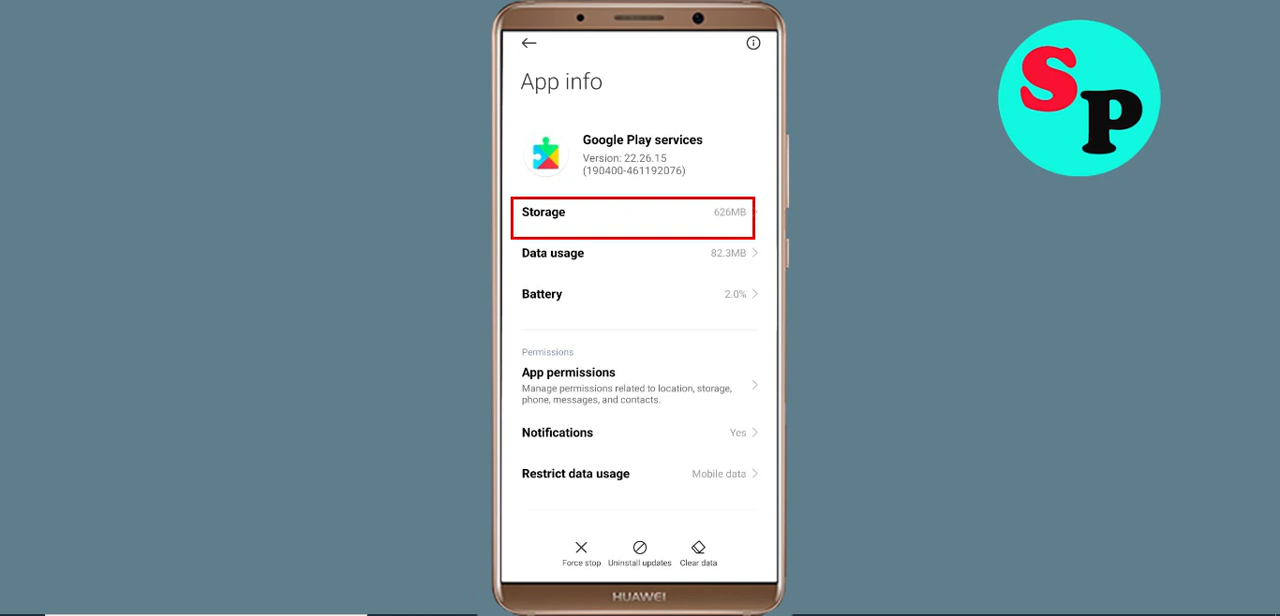 App info
Google Play services
Version: 22.26.15
(190400-461192076)
Storage 626MB
Data usage 82.3MB
Battery 2.0%
Permissions
App permissions
Manage permissions related to location, storage,
phone, messages, and contacts.
Notifications Yes
Restrict data usage Mobile data
Force stop Uninstall updates Clear data
HUAWEI
SP